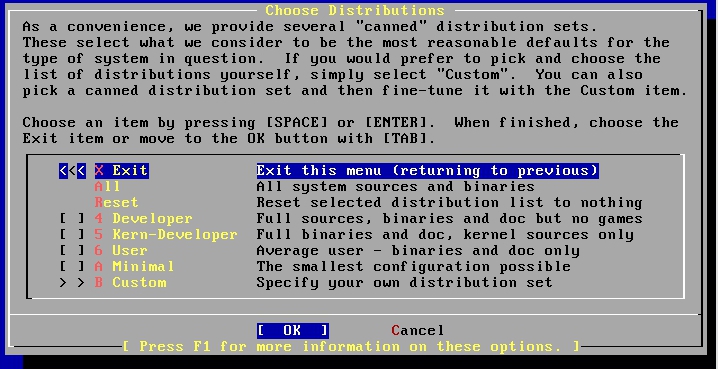 Choose Distributions
As a convenience, we provide several "canned" distribution sets.
These select what we consider to be the most reasonable defaults for the
type of system in question.  If you would prefer to pick and choose the
list of distributions yourself, simply select "Custom".  You can also
pick a canned distribution set and then fine-tune it with the Custom item.
Choose an item by pressing [SPACE] or [ENTER].  When finished, choose the
Exit item or move to the OK button with [TAB].
<<< X Exit Exit this menu (returning to previous)
All All system sources and binaries
Reset Reset selected distribution list to nothing
[ ] 4 Developer Full sources, binaries and doc but no games
[ ] 5 Kern-Developer Full binaries and doc, kernel sources only
[ ] 6 User Average user - binaries and doc only
[ ] A Minimal The smallest configuration possible
> > B Custom Specify your own distribution set
[ OK ] Cancel
[ Press F1 for more information on these options. ]